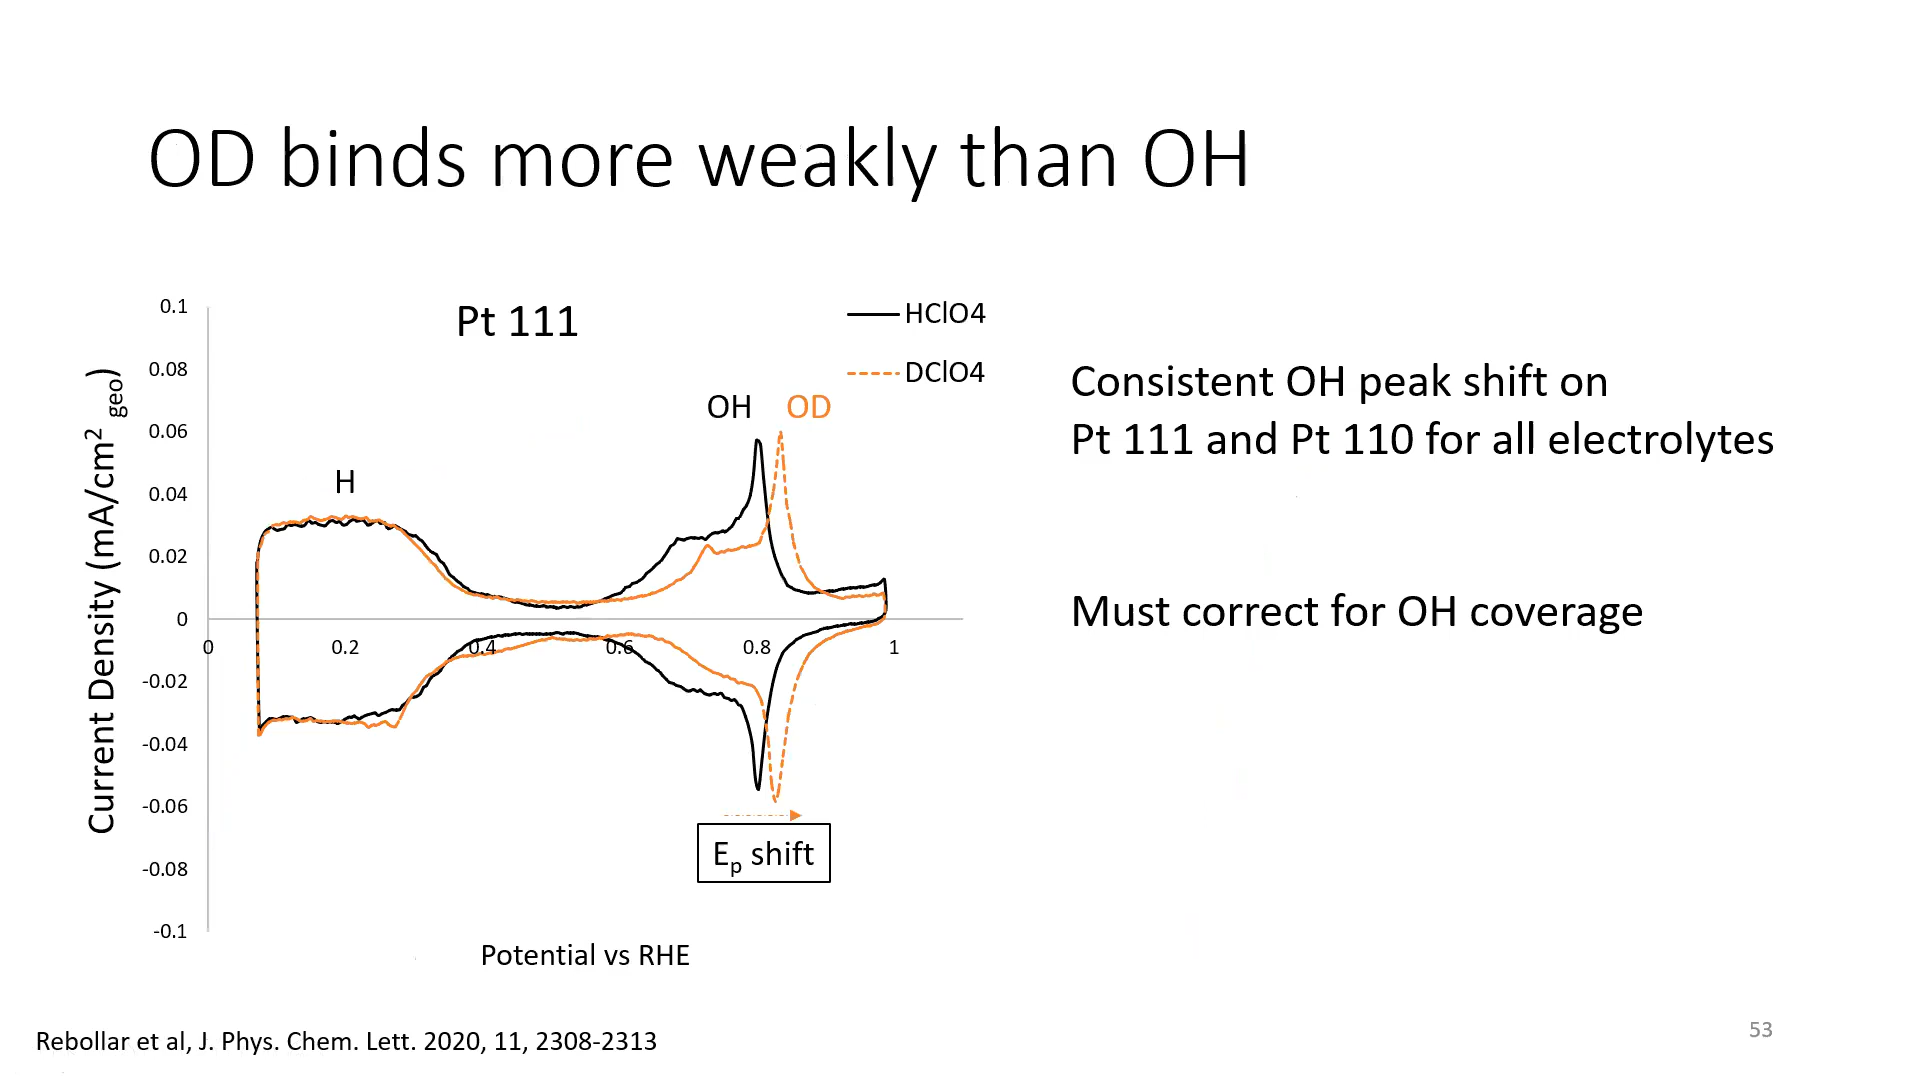 OD binds more weakly than OH
Pt 111
HClO4
DClO4
OH
OD
H
Current Density (mA/cm² geo)
0.1
0.08
0.06
0.04
0.02
0
-0.02
-0.04
-0.06
-0.08
-0.1
0
0.2
0.4
0.6
0.8
1
Ep shift
Potential vs RHE
Consistent OH peak shift on
Pt 111 and Pt 110 for all electrolytes
Must correct for OH coverage
Rebollar et al, J. Phys. Chem. Lett. 2020, 11, 2308-2313
53